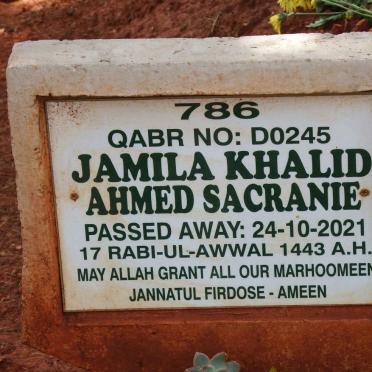 786
QABR NO: D0245
JAMILA KHALID
AHMED SACRANIE
PASSED AWAY: 24-10-2021
17 RABI-UL-AWWAL 1443 A.H.
MAY ALLAH GRANT ALL OUR MARHOOMEEN
JANNATUL FIRDOSE - AMEEN